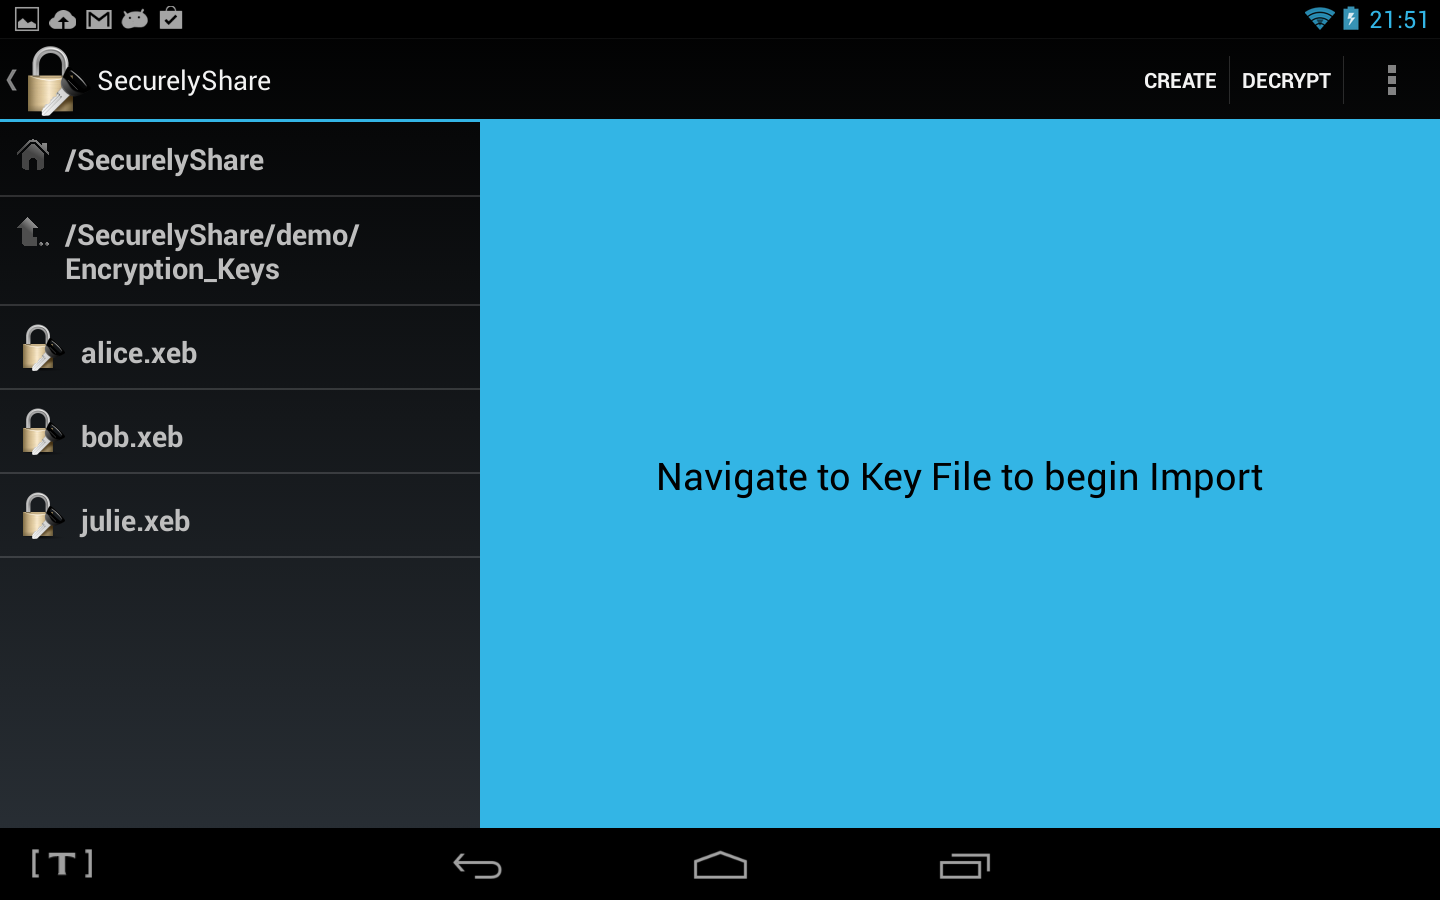 21:51
SecurelyShare
CREATE
DECRYPT
/SecurelyShare
/SecurelyShare/demo/
Encryption_Keys
alice.xeb
bob.xeb
julie.xeb
Navigate to Key File to begin Import
[T]